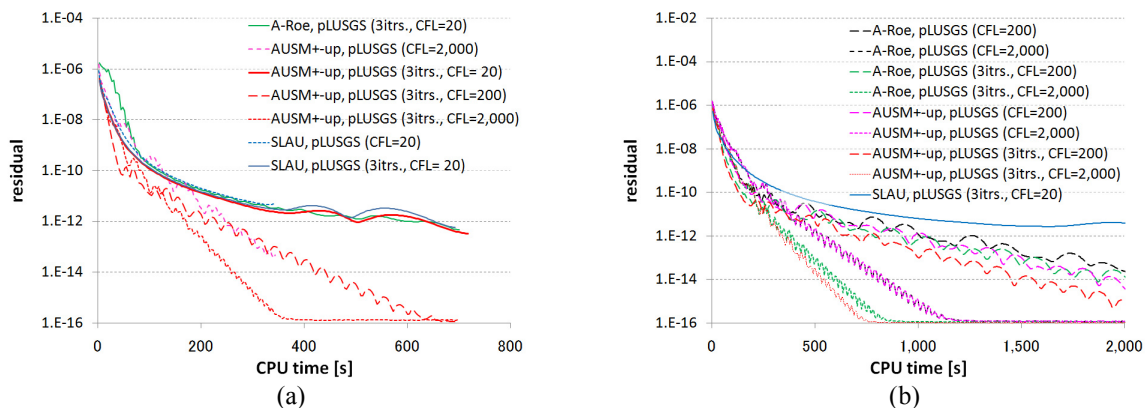 1.E-04
1.E-06
1.E-08
1.E-10
1.E-12
1.E-14
1.E-16
residual
0
200
400
600
800
CPU time [s]
A-Roe, pLUSGS (3itrs., CFL=20)
AUSM+-up, pLUSGS (CFL=2,000)
AUSM+-up, pLUSGS (3itrs., CFL= 20)
AUSM+-up, pLUSGS (3itrs., CFL=200)
AUSM+-up, pLUSGS (3itrs., CFL=2,000)
SLAU, pLUSGS (CFL=20)
SLAU, pLUSGS (3itrs., CFL= 20)
(a)
1.E-02
1.E-04
1.E-06
1.E-08
1.E-10
1.E-12
1.E-14
1.E-16
residual
0
500
1,000
1,500
2,000
CPU time [s]
A-Roe, pLUSGS (CFL=200)
A-Roe, pLUSGS (CFL=2,000)
A-Roe, pLUSGS (3itrs., CFL=200)
A-Roe, pLUSGS (3itrs., CFL=2,000)
AUSM+-up, pLUSGS (CFL=200)
AUSM+-up, pLUSGS (CFL=2,000)
AUSM+-up, pLUSGS (3itrs., CFL=200)
AUSM+-up, pLUSGS (3itrs., CFL=2,000)
SLAU, pLUSGS (3itrs., CFL=20)
(b)